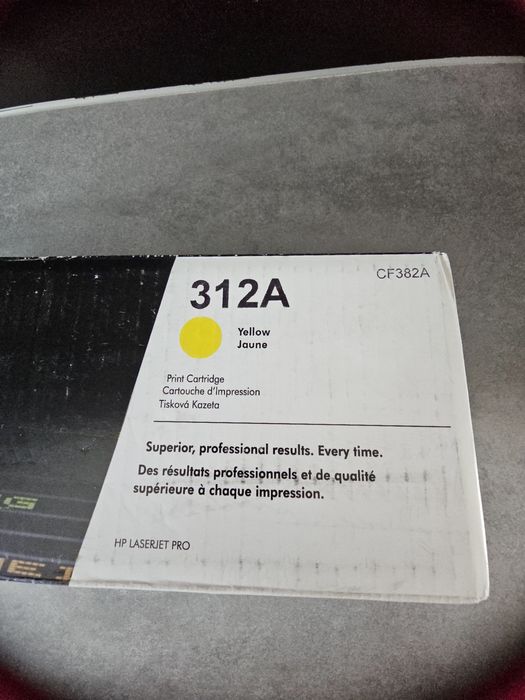 312A
CF382A
Yellow
Jaune
Print Cartridge
Cartouche d'Impression
Tisková Kazeta
Superior, professional results. Every time.
Des résultats professionnels et de qualité
supérieure à chaque impression.
HP LASERJET PRO